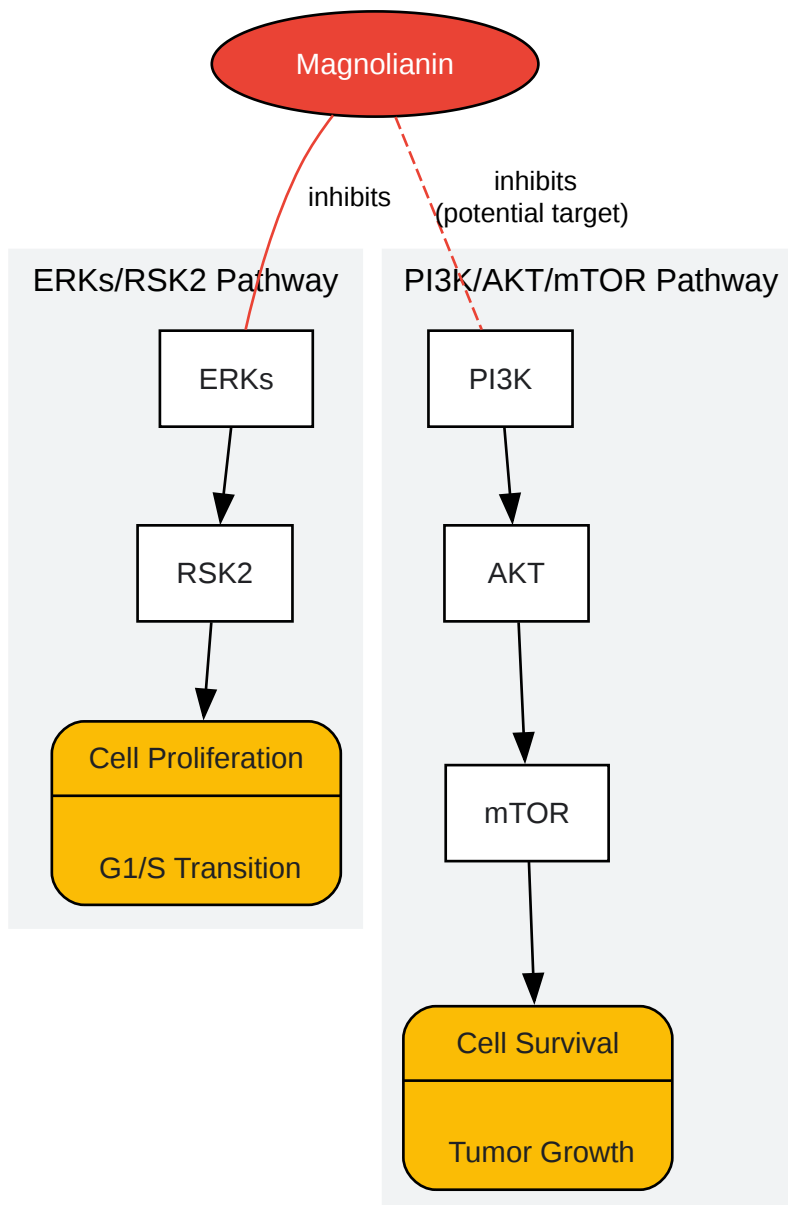 Magnolianin
inhibits
inhibits
(potential target)
ERKs/RSK2 Pathway
PI3K/AKT/mTOR Pathway
ERKs
PI3K
RSK2
AKT
Cell Proliferation
mTOR
G1/S Transition
Cell Survival
Tumor Growth